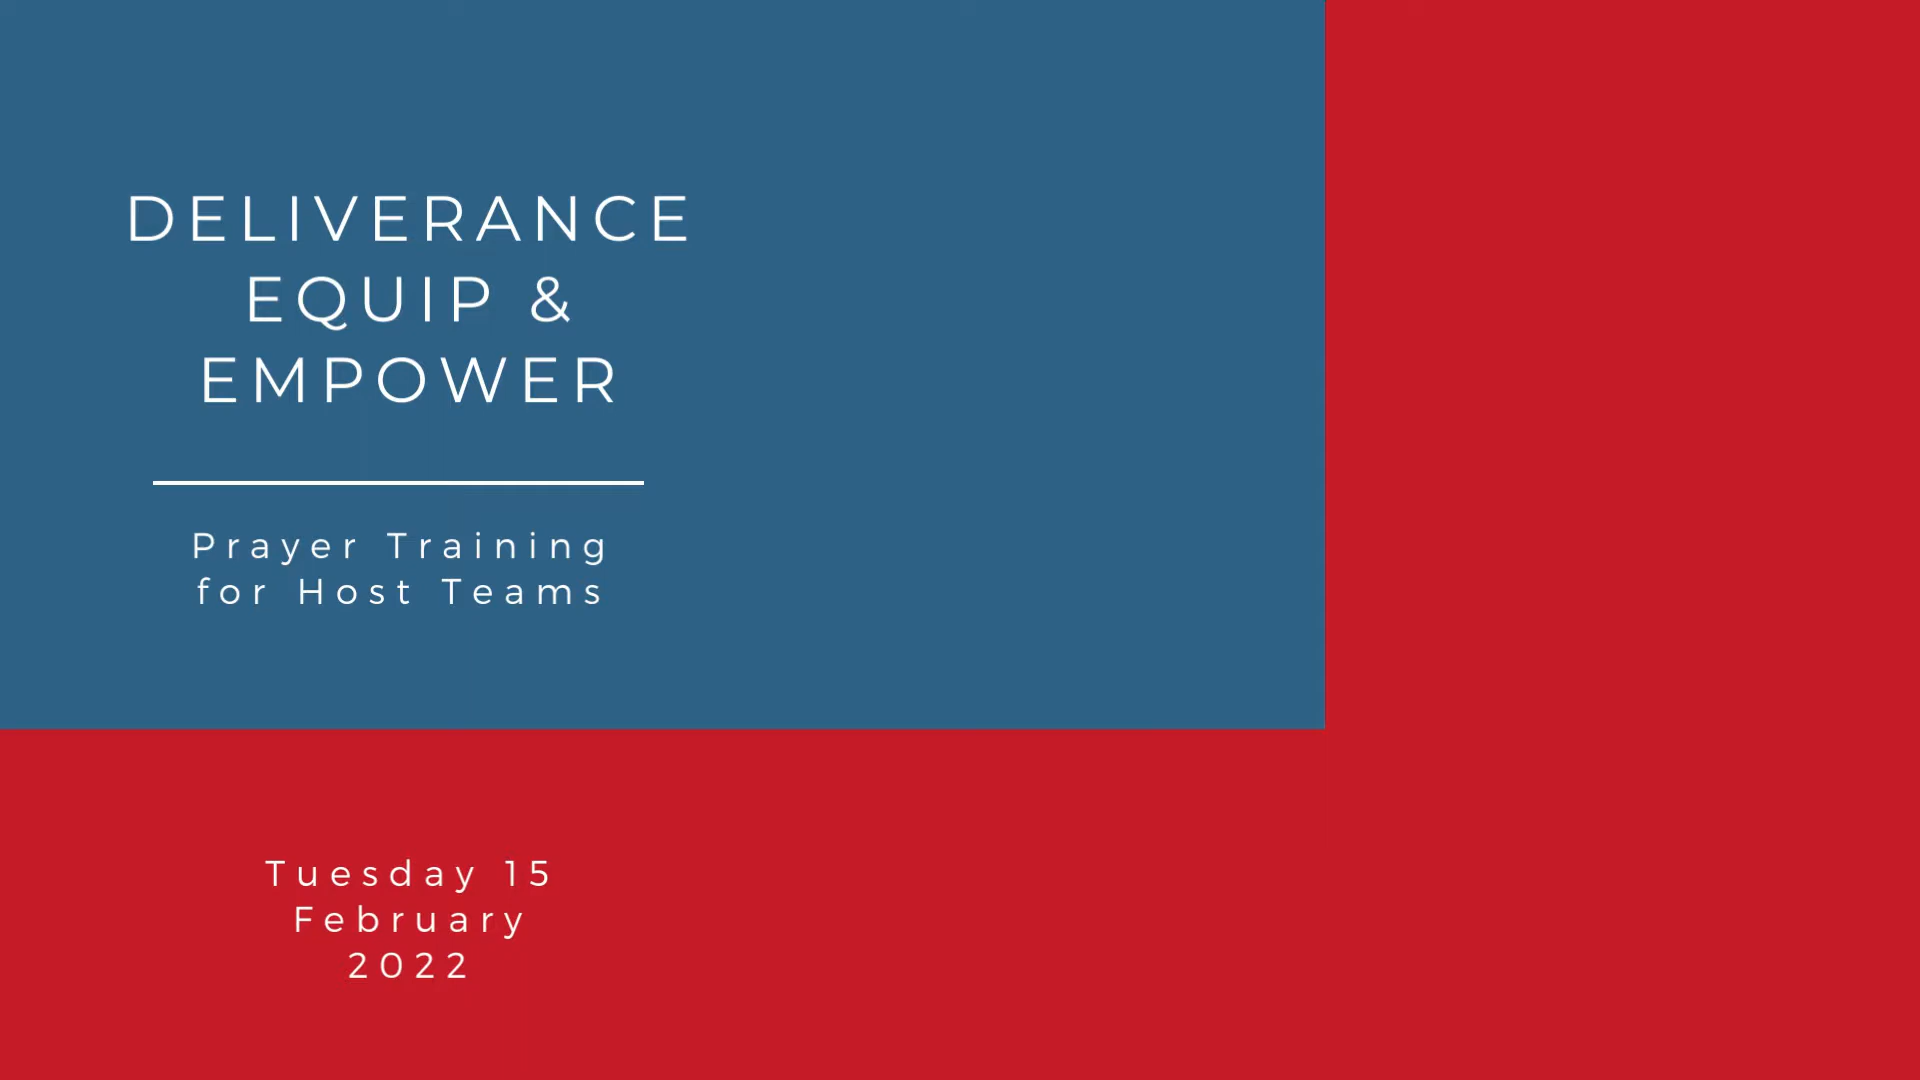 DELIVERANCE
EQUIP &
EMPOWER
Prayer Training
for Host Teams
Tuesday 15
February
2022